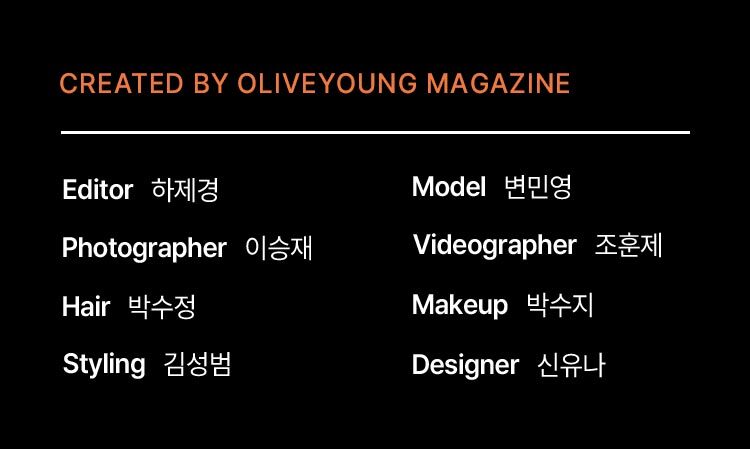 CREATED BY OLIVEYOUNG MAGAZINE
Editor 하제경
Model 변민영
Photographer 이승재
Videographer 조훈제
Hair 박수정
Makeup 박수지
Styling 김성범
Designer 신유나